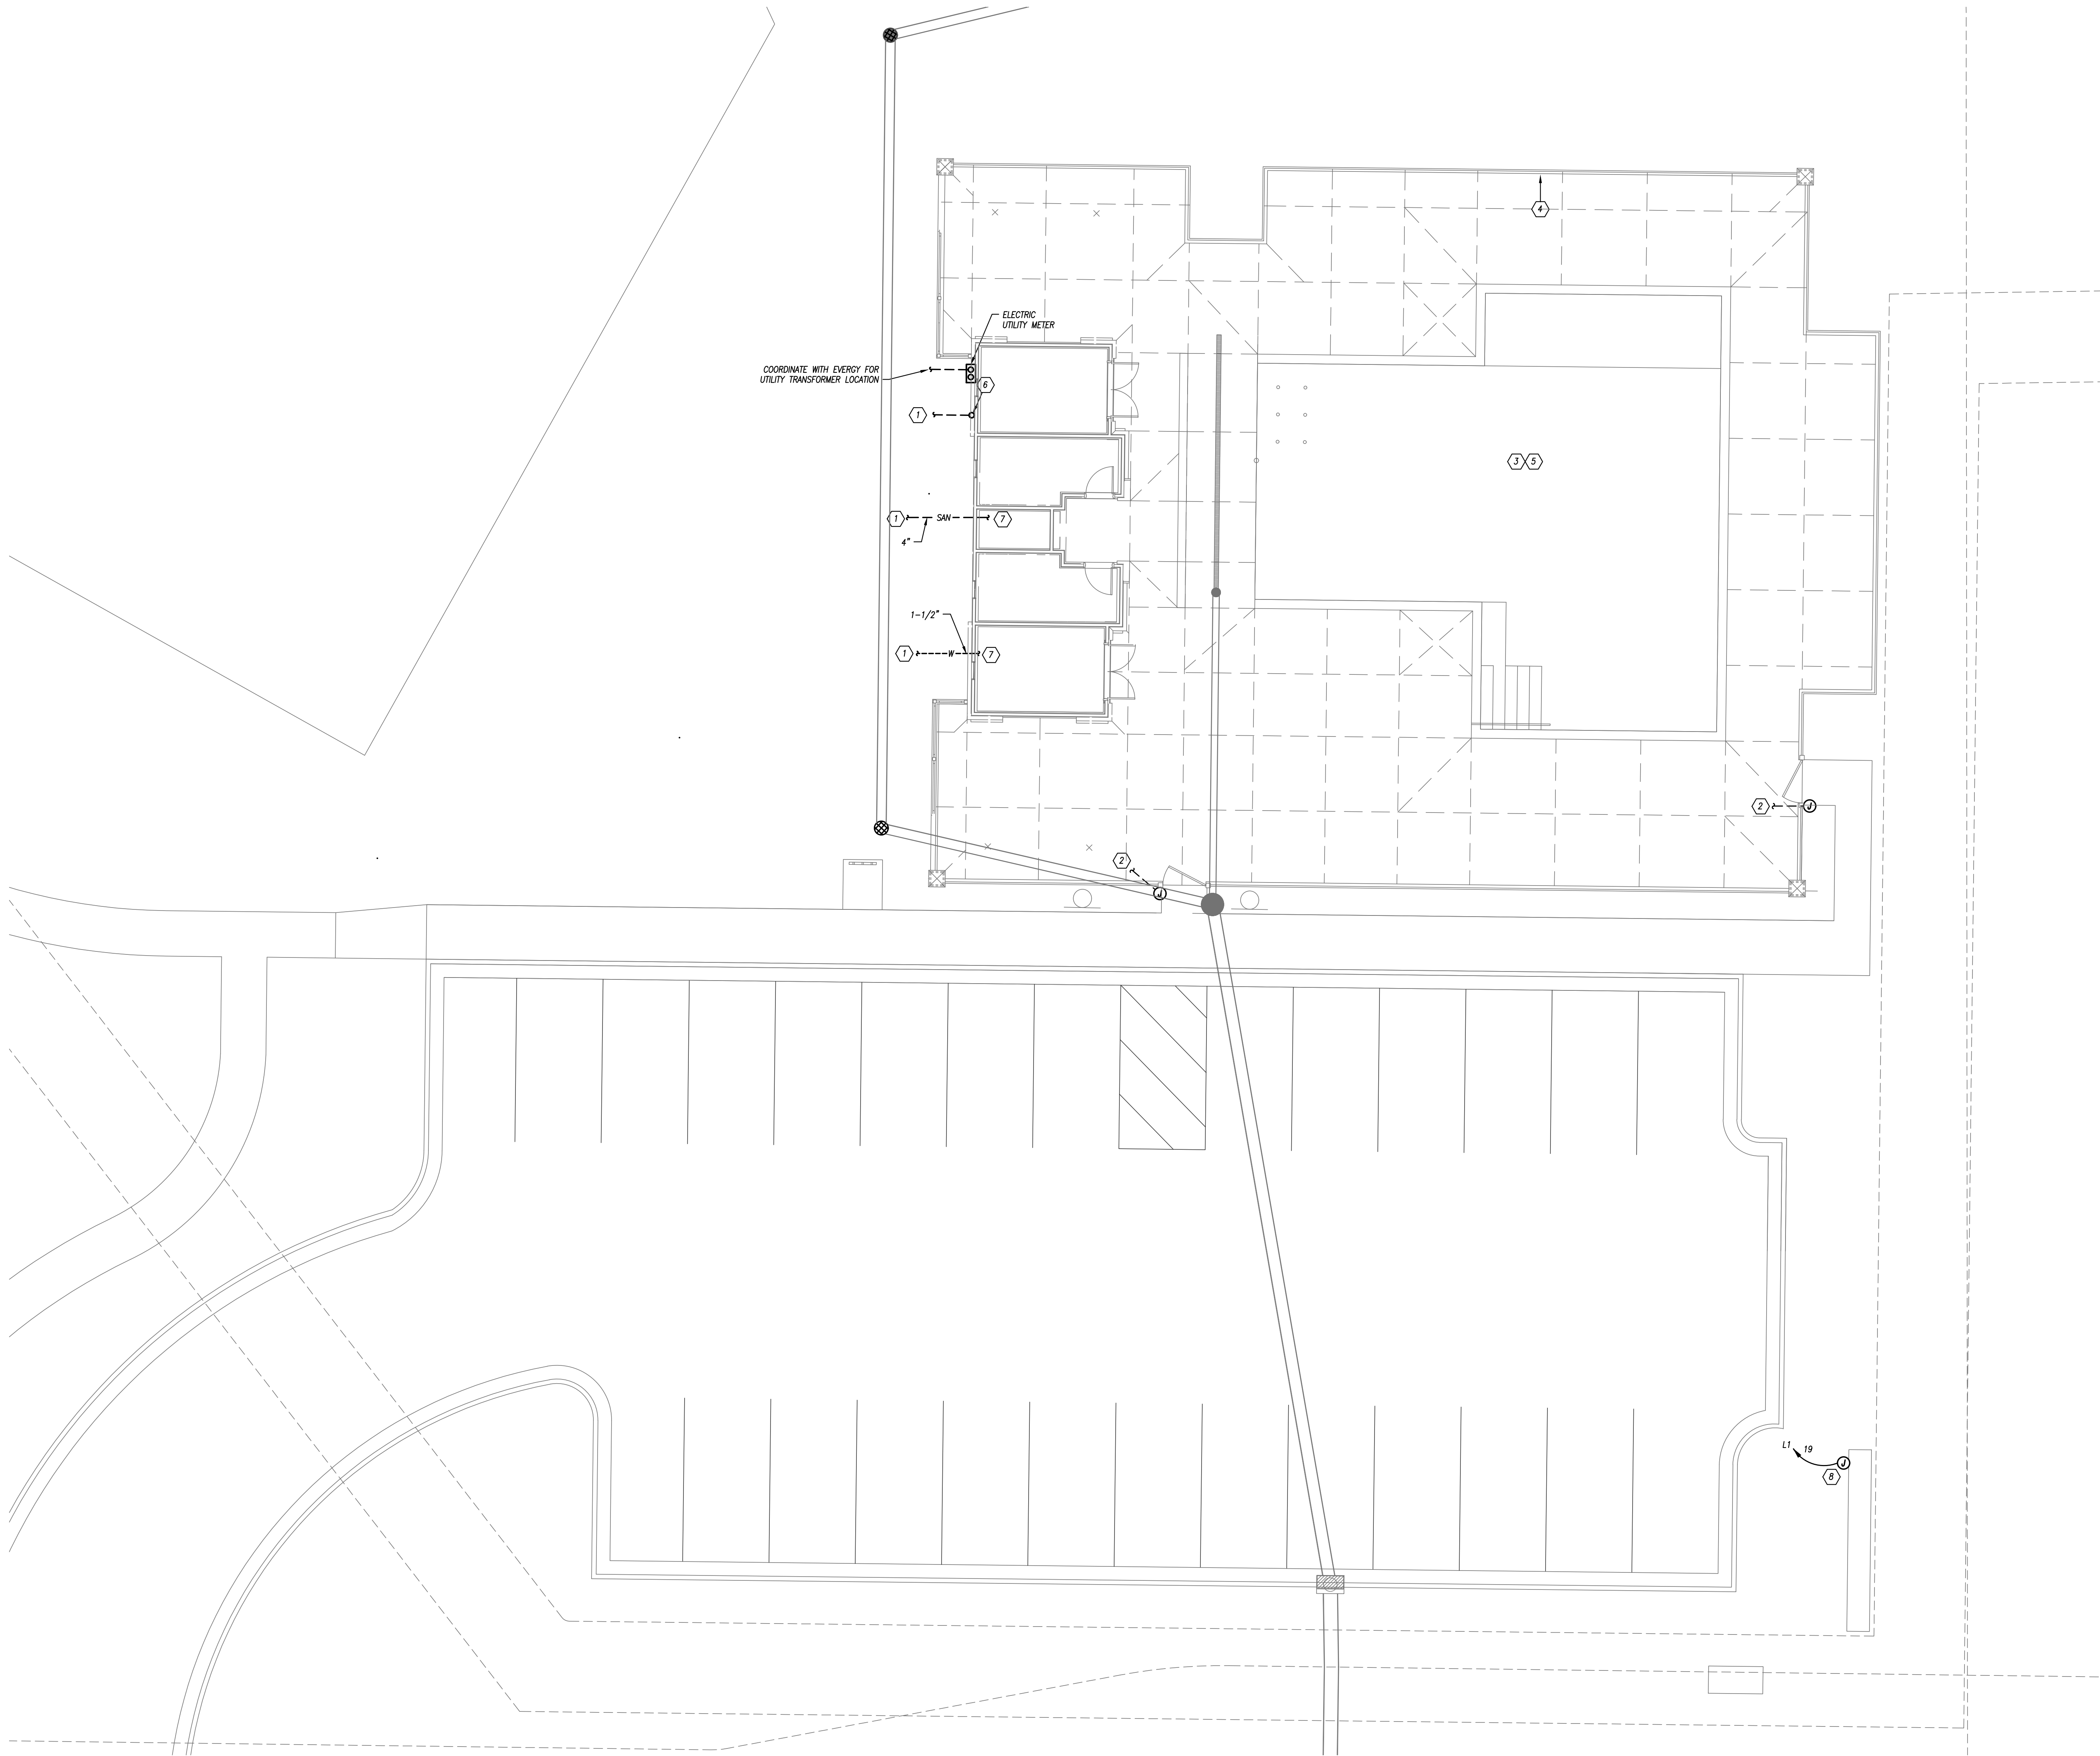 4
ELECTRIC
UTILITY METER
COORDINATE WITH EVERGY FOR
UTILITY TRANSFORMER LOCATION
6
1
3 5
1 SAN 7
4"
1-1/2"
1 W 7
2 J
2
J
L1 19
J
8